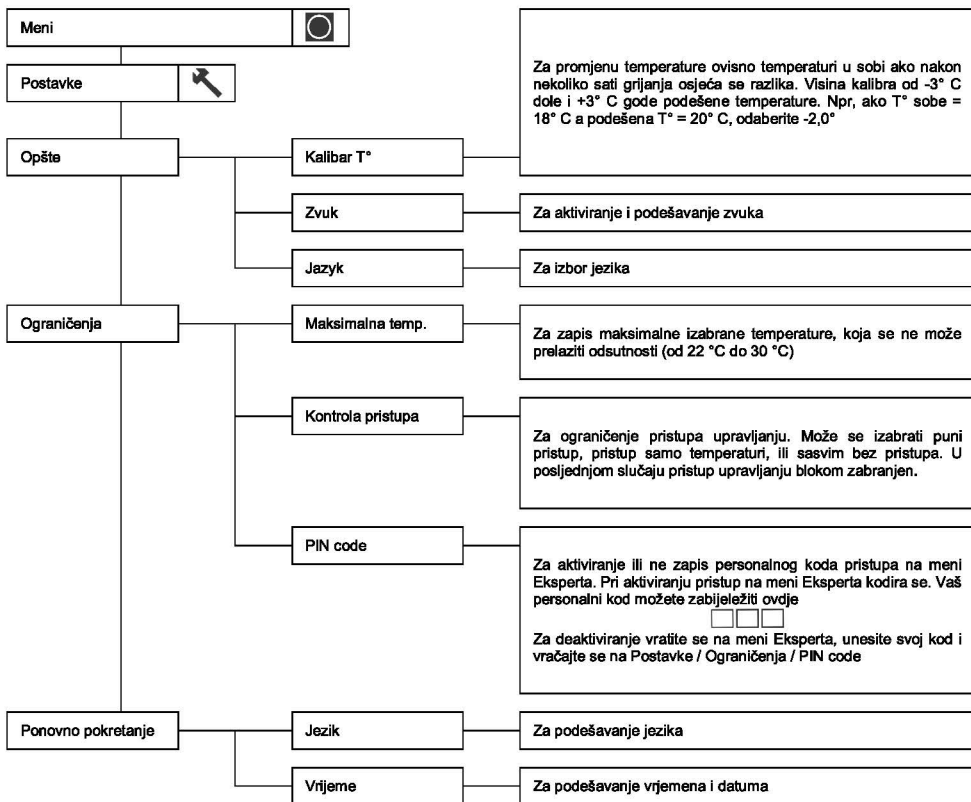 Meni
Postavke
Opšte
Kalibar T°
Za promjenu temperature ovisno temperaturi u sobi ako nakon
nekoliko sati grijanja osjeća se razlika. Visina kalibra od -3° C
dole i +3° C gode podešene temperature. Npr, ako T° sobe =
18° C a podešena T° = 20° C, odaberite -2,0°
Zvuk
Za aktiviranje i podešavanje zvuka
Jazyk
Za izbor jezika
Ograničenja
Maksimalna temp.
Za zapis maksimalne izabrane temperature, koja se ne može
prelaziti odsutnosti (od 22 °C do 30 °C)
Kontrola pristupa
Za ograničenje pristupa upravljanju. Može se izabrati puni
pristup, pristup samo temperaturi, ili sasvim bez pristupa. U
posljednjom slučaju pristup upravljanju blokom zabranjen.
PIN code
Za aktiviranje ili ne zapis personalnog koda pristupa na meni
Eksperta. Pri aktiviranju pristup na meni Eksperta kodira se. Vaš
personalni kod možete zabijeležiti ovdje
Za deaktiviranje vratite se na meni Eksperta, unesite svoj kod i
vračajte se na Postavke / Ograničenja / PIN code
Ponovno pokretanje
Jezik
Za podešavanje jezika
Vrijeme
Za podešavanje vrjemena i datuma